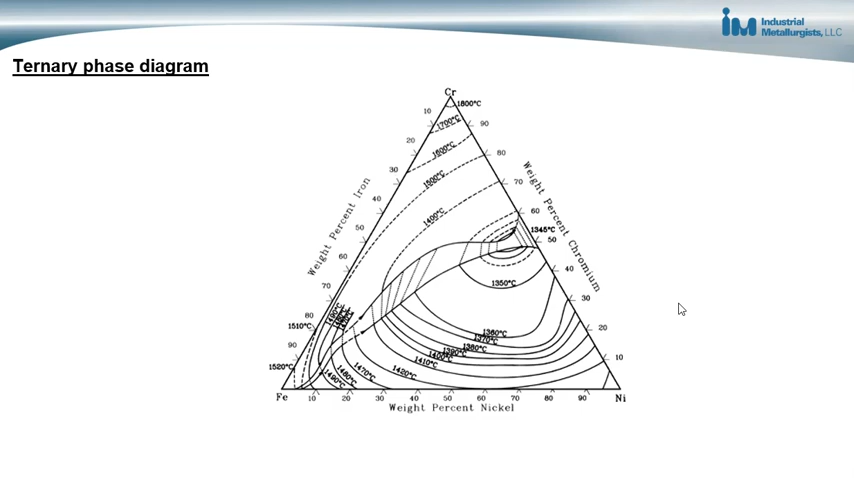 Industrial
Metallurgists, LLC
Ternary phase diagram
Cr
1800°C
10
90
1700°C
20
80
1600°C
30
70
1500°C
40
60
1400°C
50
1345°C
50
60
40
1350°C
70
30
80
20
1510°C
1490°C
1360°C
1370°C
1380°C
1390°C
1400°C
1410°C
90
10
1520°C
1490°C
1480°C
1470°C
1420°C
Fe
10
20
30
40
50
60
70
80
90
Ni
Weight Percent Nickel
Weight Percent Iron
Weight Percent Chromium